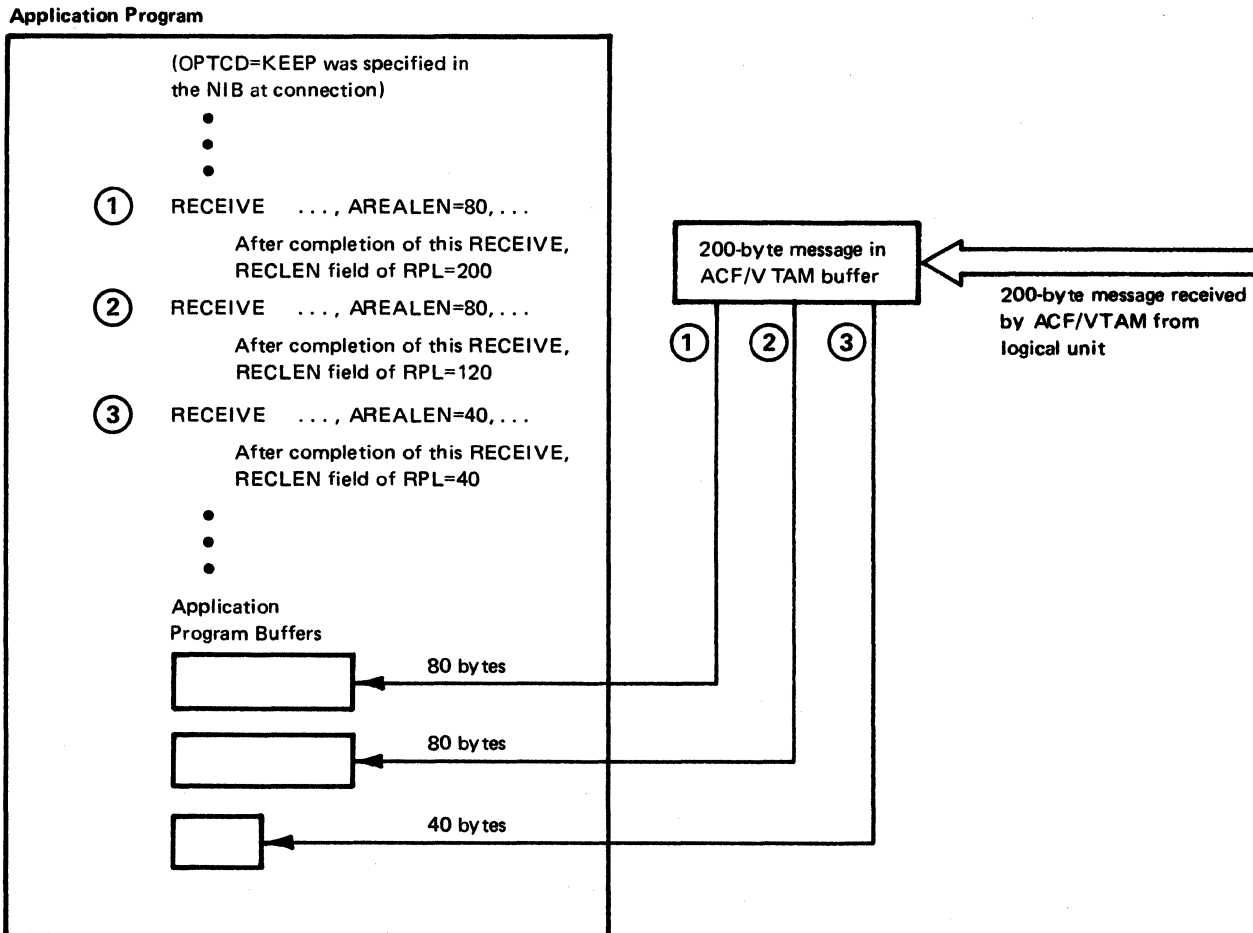 Application Program
(OPTCD=KEEP was specified in
the NIB at connection)
1 RECEIVE ..., AREALEN=80,...
After completion of this RECEIVE,
RECLEN field of RPL=200
2 RECEIVE ..., AREALEN=80,...
After completion of this RECEIVE,
RECLEN field of RPL=120
3 RECEIVE ..., AREALEN=40,...
After completion of this RECEIVE,
RECLEN field of RPL=40
Application
Program Buffers
80 bytes
80 bytes
40 bytes
200-byte message in
ACF/VTAM buffer
1 2 3
200-byte message received
by ACF/VTAM from
logical unit